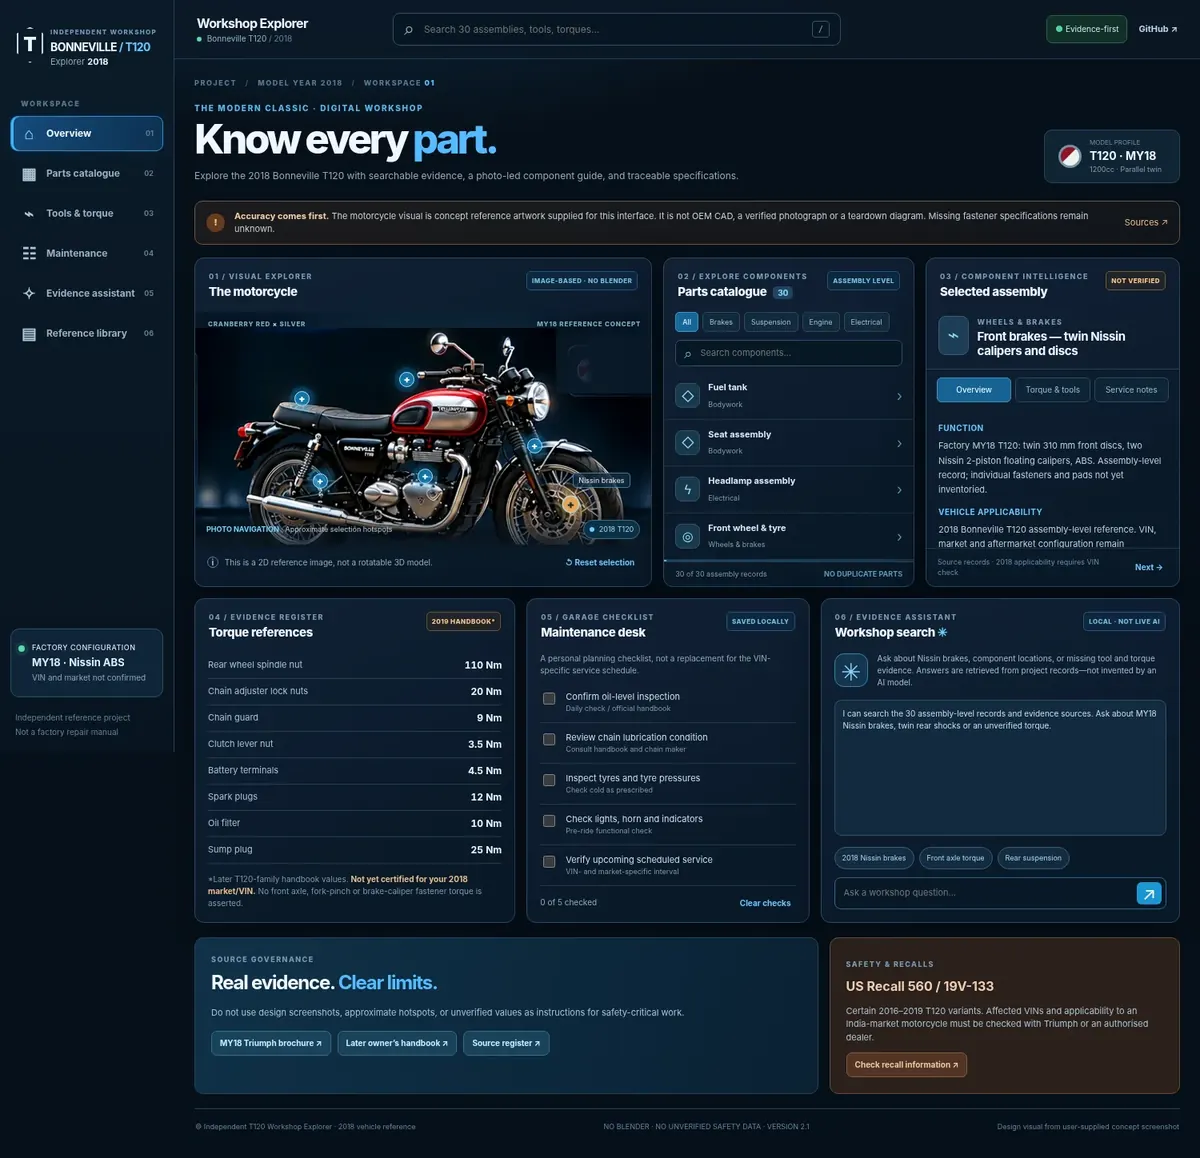 INDEPENDENT WORKSHOP
T
BONNEVILLE / T120
Explorer 2018
WORKSPACE
Overview 01
Parts catalogue 02
Tools & torque 03
Maintenance 04
Evidence assistant 05
Reference library 06
FACTORY CONFIGURATION
MY18 · Nissin ABS
VIN and market not confirmed
Independent reference project
Not a factory repair manual
Workshop Explorer
Bonneville T120 / 2018
Search 30 assemblies, tools, torques...
/
Evidence-first
GitHub ↗
PROJECT / MODEL YEAR 2018 / WORKSPACE 01
THE MODERN CLASSIC · DIGITAL WORKSHOP
Know every part.
Explore the 2018 Bonneville T120 with searchable evidence, a photo-led component guide, and traceable specifications.
MODEL PROFILE
T120 · MY18
1200cc · Parallel twin
! Accuracy comes first. The motorcycle visual is concept reference artwork supplied for this interface. It is not OEM CAD, a verified photograph or a teardown diagram. Missing fastener specifications remain
unknown.
Sources ↗
01 / VISUAL EXPLORER
The motorcycle
IMAGE-BASED · NO BLENDER
CRANBERRY RED × SILVER
MY18 REFERENCE CONCEPT
TRIUMPH
BONNEVILLE
T120
Nissin brakes
PHOTO NAVIGATION · Approximate selection hotspots
2018 T120
This is a 2D reference image, not a rotatable 3D model.
↺ Reset selection
02 / EXPLORE COMPONENTS
Parts catalogue 30
ASSEMBLY LEVEL
All
Brakes
Suspension
Engine
Electrical
Search components...
Fuel tank
Bodywork
Seat assembly
Bodywork
Headlamp assembly
Electrical
Front wheel & tyre
Wheels & brakes
30 of 30 assembly records
NO DUPLICATE PARTS
03 / COMPONENT INTELLIGENCE
Selected assembly
NOT VERIFIED
WHEELS & BRAKES
Front brakes — twin Nissin
calipers and discs
Overview
Torque & tools
Service notes
FUNCTION
Factory MY18 T120: twin 310 mm front discs, two
Nissin 2-piston floating calipers, ABS. Assembly-level
record; individual fasteners and pads not yet
inventoried.
VEHICLE APPLICABILITY
2018 Bonneville T120 assembly-level reference. VIN,
market and aftermarket configuration remain
Source records · 2018 applicability requires VIN
check
Next →
04 / EVIDENCE REGISTER
Torque references
2019 HANDBOOK*
Rear wheel spindle nut 110 Nm
Chain adjuster lock nuts 20 Nm
Chain guard 9 Nm
Clutch lever nut 3.5 Nm
Battery terminals 4.5 Nm
Spark plugs 12 Nm
Oil filter 10 Nm
Sump plug 25 Nm
*Later T120-family handbook values. Not yet certified for your 2018
market/VIN. No front axle, fork-pinch or brake-caliper fastener torque is
asserted.
05 / GARAGE CHECKLIST
Maintenance desk
SAVED LOCALLY
A personal planning checklist, not a replacement for the VIN-
specific service schedule.
Confirm oil-level inspection
Daily check / official handbook
Review chain lubrication condition
Consult handbook and chain maker
Inspect tyres and tyre pressures
Check cold as prescribed
Check lights, horn and indicators
Pre-ride functional check
Verify upcoming scheduled service
VIN- and market-specific interval
0 of 5 checked
Clear checks
06 / EVIDENCE ASSISTANT
Workshop search ✳
LOCAL · NOT LIVE AI
Ask about Nissin brakes, component locations, or missing tool and torque
evidence. Answers are retrieved from project records—not invented by an
AI model.
I can search the 30 assembly-level records and evidence sources. Ask about MY18
Nissin brakes, twin rear shocks or an unverified torque.
2018 Nissin brakes
Front axle torque
Rear suspension
Ask a workshop question...
SOURCE GOVERNANCE
Real evidence. Clear limits.
Do not use design screenshots, approximate hotspots, or unverified values as instructions for safety-critical work.
MY18 Triumph brochure ↗
Later owner's handbook ↗
Source register ↗
SAFETY & RECALLS
US Recall 560 / 19V-133
Certain 2016–2019 T120 variants. Affected VINs and applicability to an
India-market motorcycle must be checked with Triumph or an authorised
dealer.
Check recall information ↗
© Independent T120 Workshop Explorer · 2018 vehicle reference
NO BLENDER · NO UNVERIFIED SAFETY DATA · VERSION 2.1
Design visual from user-supplied concept screenshot